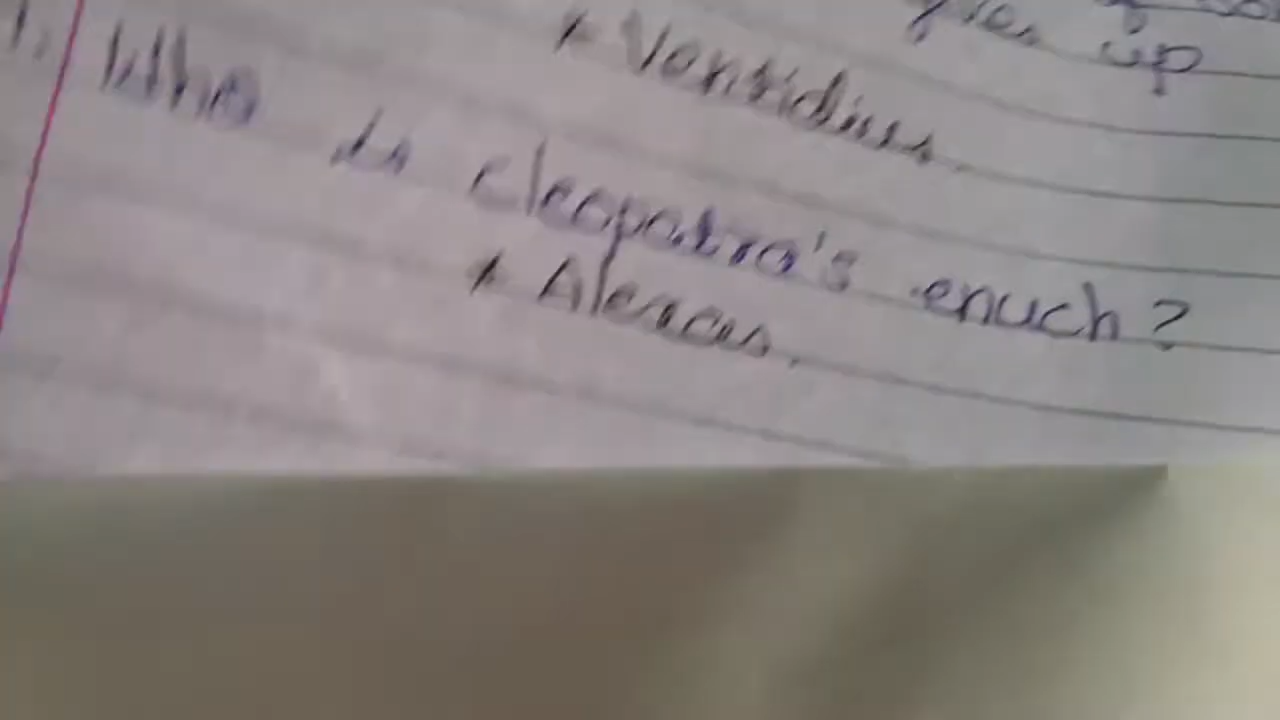 up
* Ventidius.
Who is cleopatra's enuch?
* Alexas.